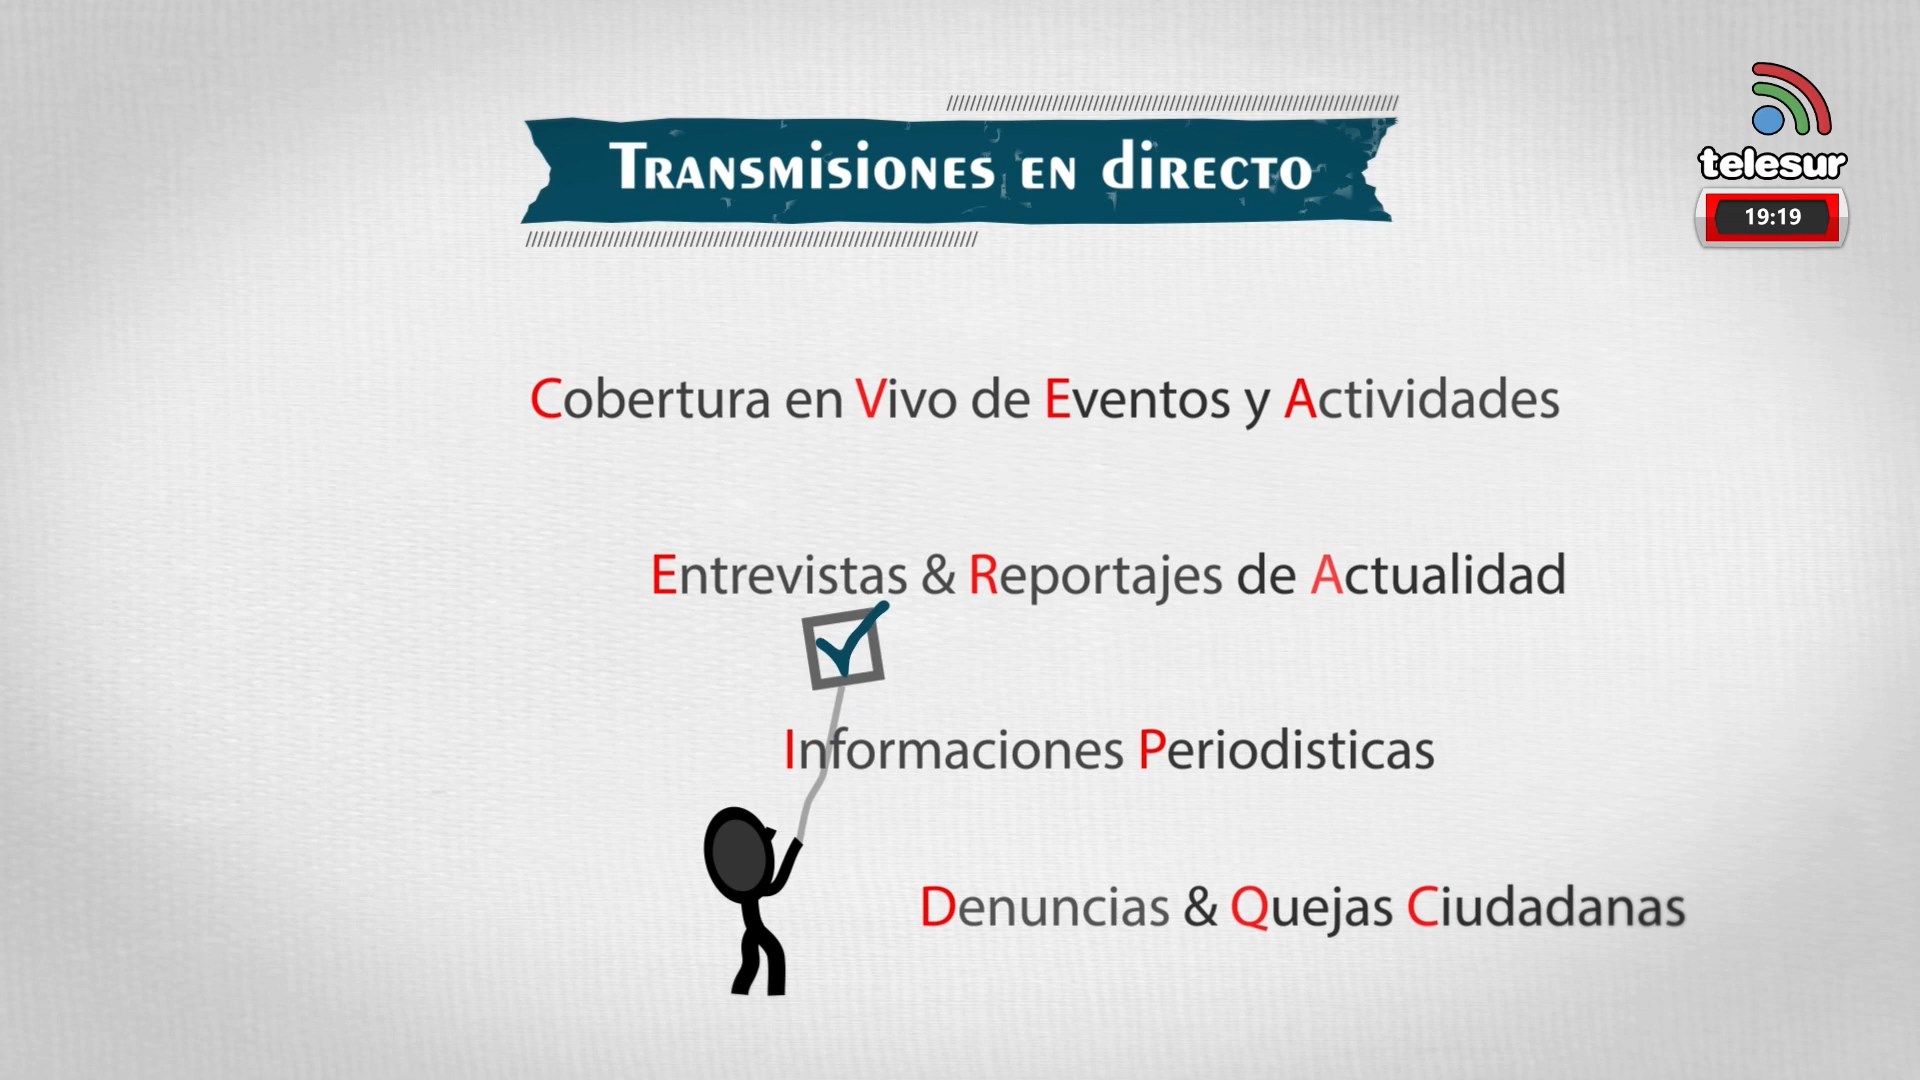 Transmisiones en directo
telesur
19:19
Cobertura en Vivo de Eventos y Actividades
Entrevistas & Reportajes de Actualidad
Informaciones Periodisticas
Denuncias & Quejas Ciudadanas